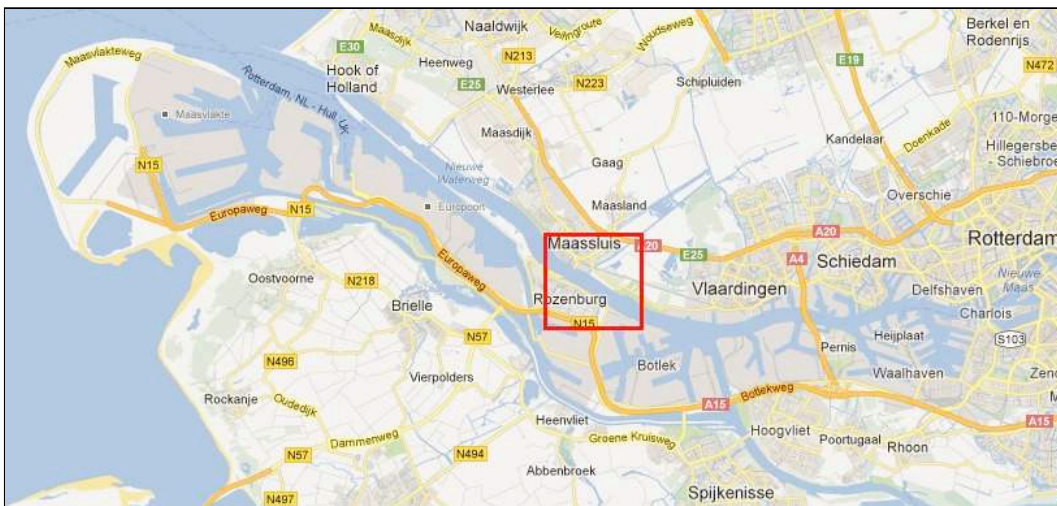 Naaldwijk
Maasdijk
Veilingroute
Woudseweg
Berkel en
Rodenrijs
E30
N213
E19
N472
Maasvlakteweg
Heenweg
Hook of
Holland
E25
N223
Westerlee
Schipluiden
Rotterdam, NL - Hull, UK
Maasvlakte
110-Morge
Maasdijk
Kandelaar
Doenkade
Hillegersbe
- Schiebroe
N15
Gaag
Nieuwe
Waterweg
Overschie
Europoort
Maasland
Europaweg
N15
A20
Maassluis
A20
E25
A4
Rotterdam
Schiedam
Europaweg
Oostvoorne
N218
Vlaardingen
Delfshaven
Nieuwe
Maas
Brielle
Rozenburg
Charlois
N15
N57
Heijplaat
S103
Pernis
N496
Botlek
Waalhaven
Vierpolders
Zend
Rockanje
Oudedijk
Botlekweg
A15
A15
Heenvliet
Dammenweg
Groene Kruisweg
Hoogvliet
Poortugaal
Rhoon
N57
N494
Abbenbroek
Spijkenisse
N497